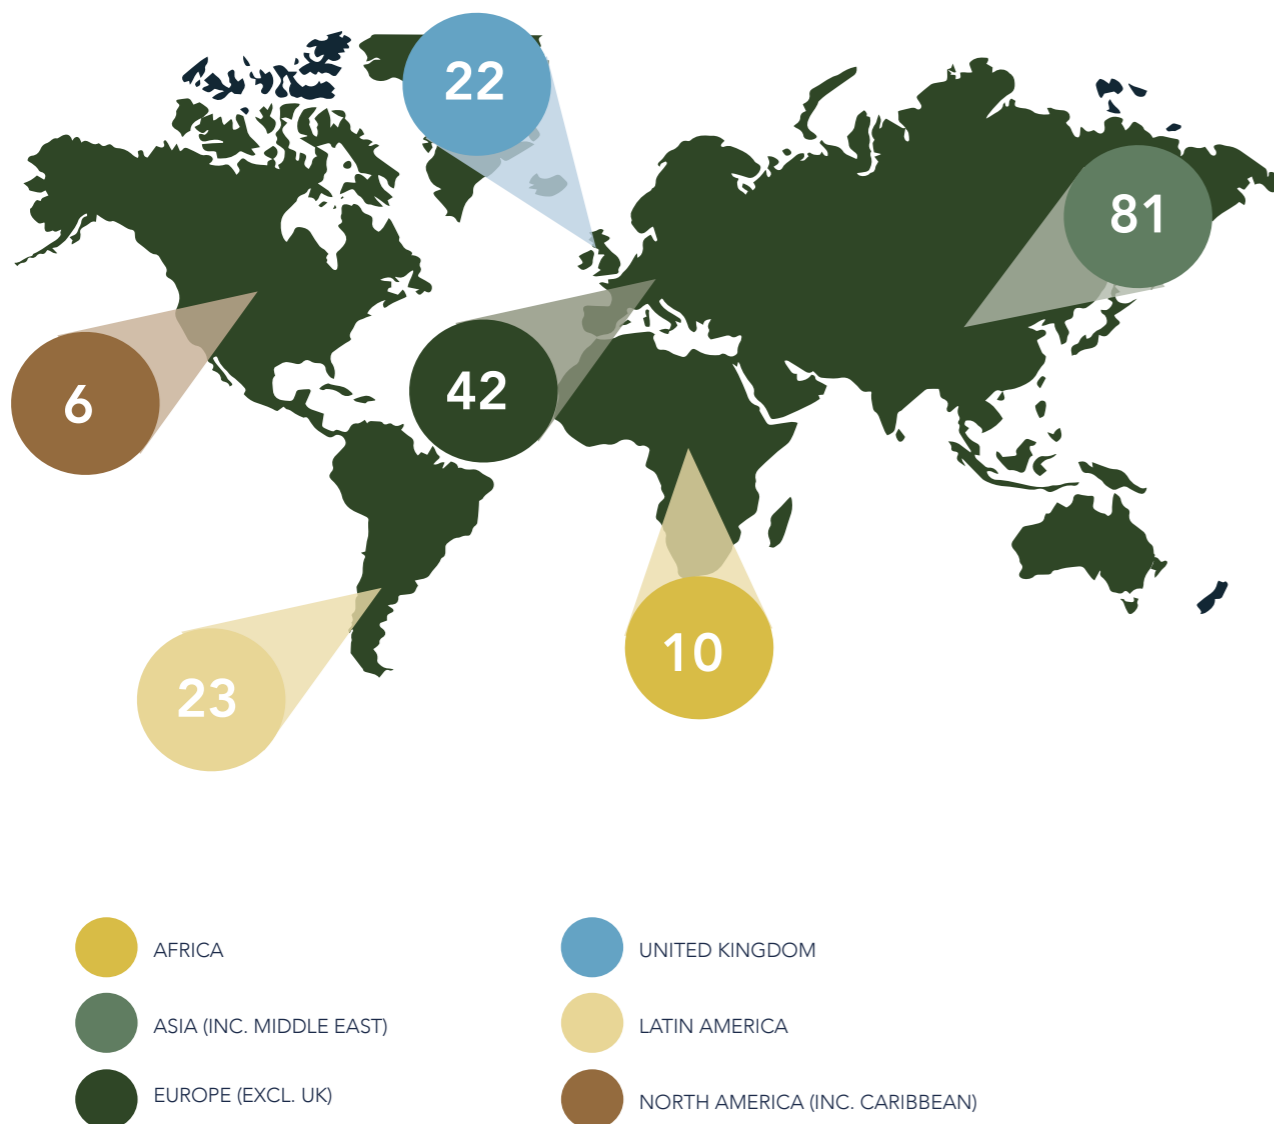 22
81
6
42
10
23
AFRICA
UNITED KINGDOM
ASIA (INC. MIDDLE EAST)
LATIN AMERICA
EUROPE (EXCL. UK)
NORTH AMERICA (INC. CARIBBEAN)